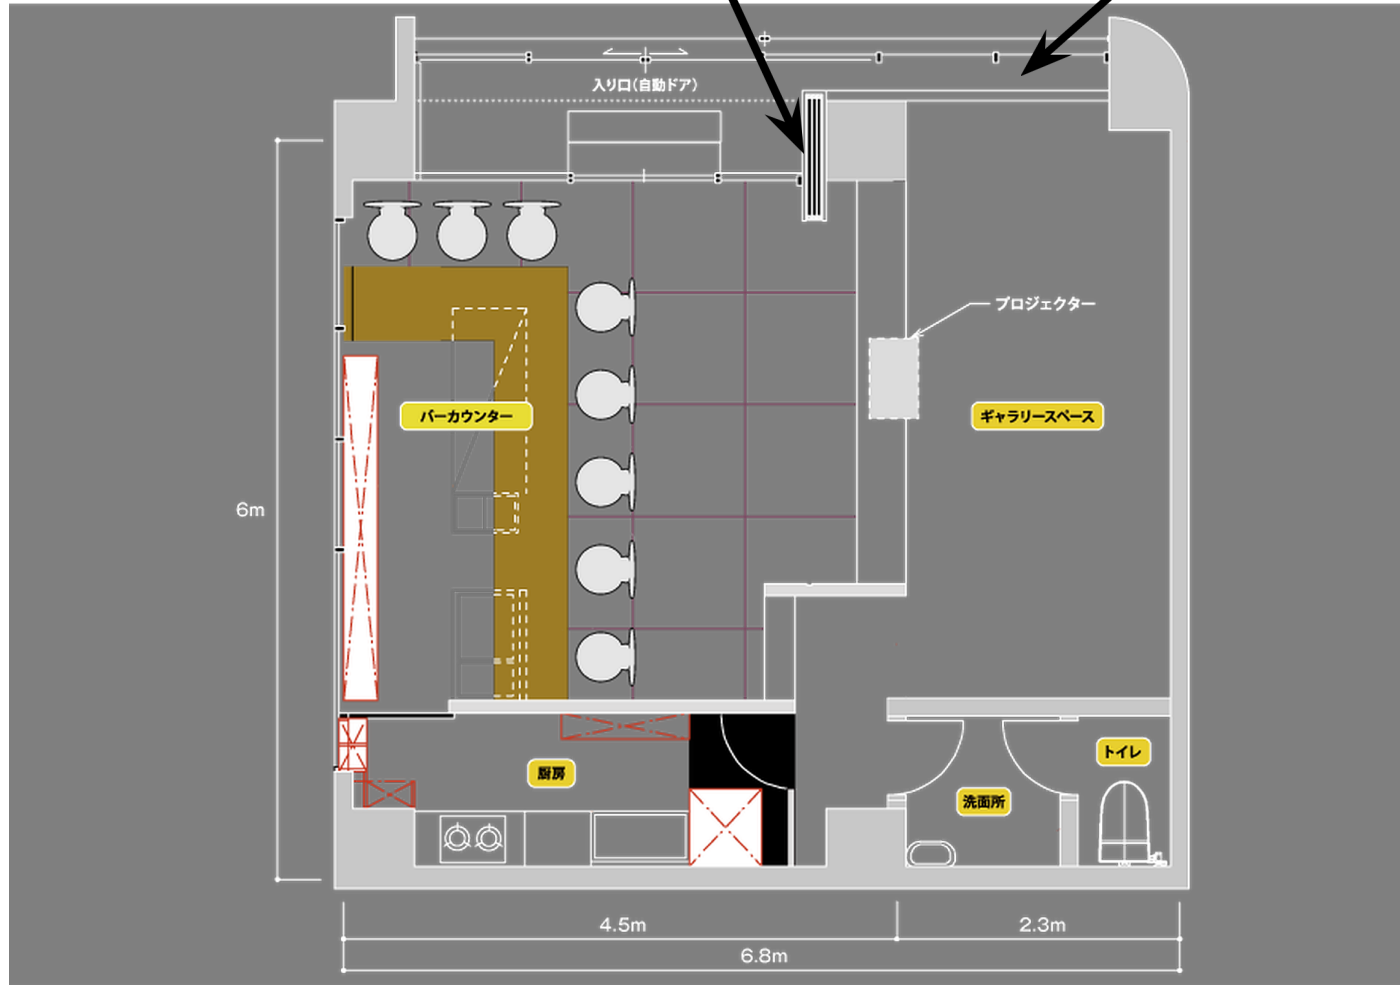 入り口(自動ドア)
プロジェクター
バーカウンター
ギャラリースペース
6m
厨房
トイレ
洗面所
4.5m
2.3m
6.8m